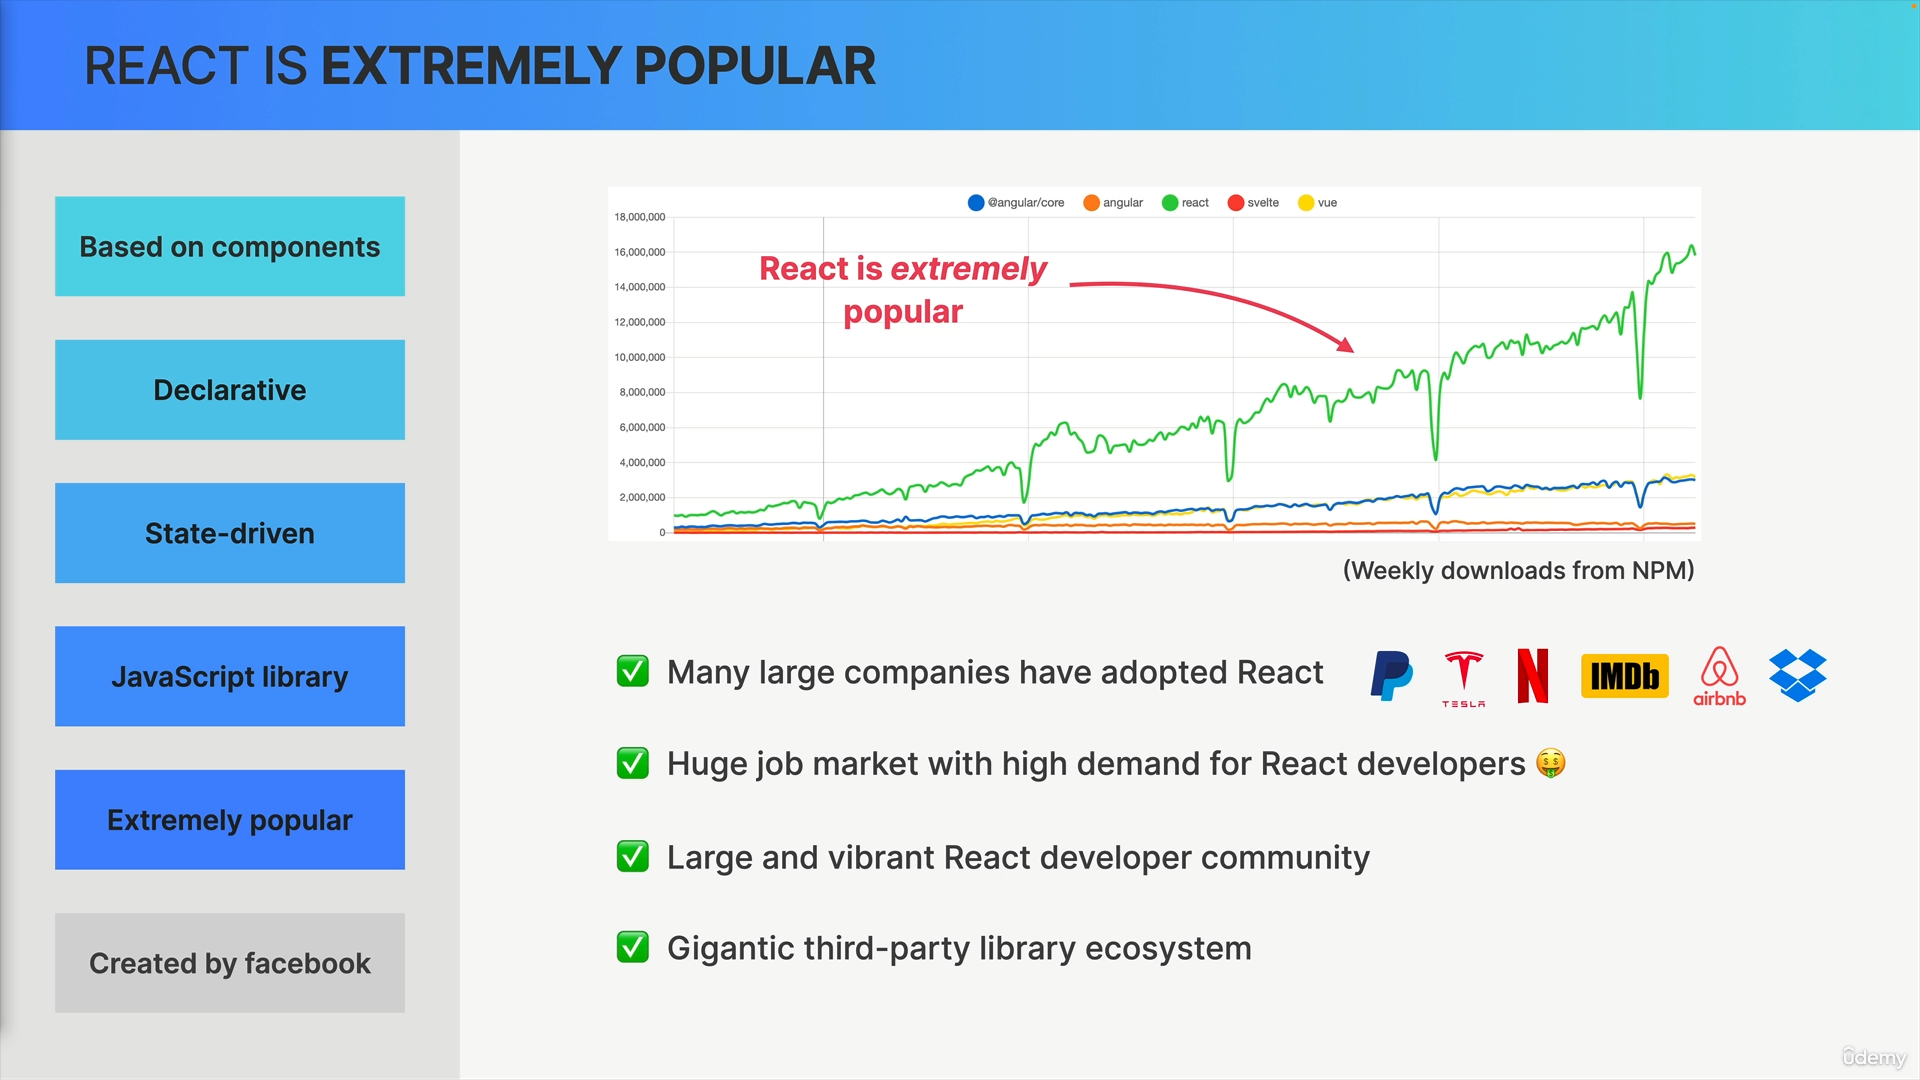 REACT IS EXTREMELY POPULAR
Based on components
Declarative
State-driven
JavaScript library
Extremely popular
Created by facebook
@angular/core
angular
react
svelte
vue
18,000,000
16,000,000
14,000,000
12,000,000
10,000,000
8,000,000
6,000,000
4,000,000
2,000,000
0
React is extremely
popular
(Weekly downloads from NPM)
✅ Many large companies have adopted React
TESLA
IMDb
airbnb
✅ Huge job market with high demand for React developers 🤑
✅ Large and vibrant React developer community
✅ Gigantic third-party library ecosystem
ûdemy